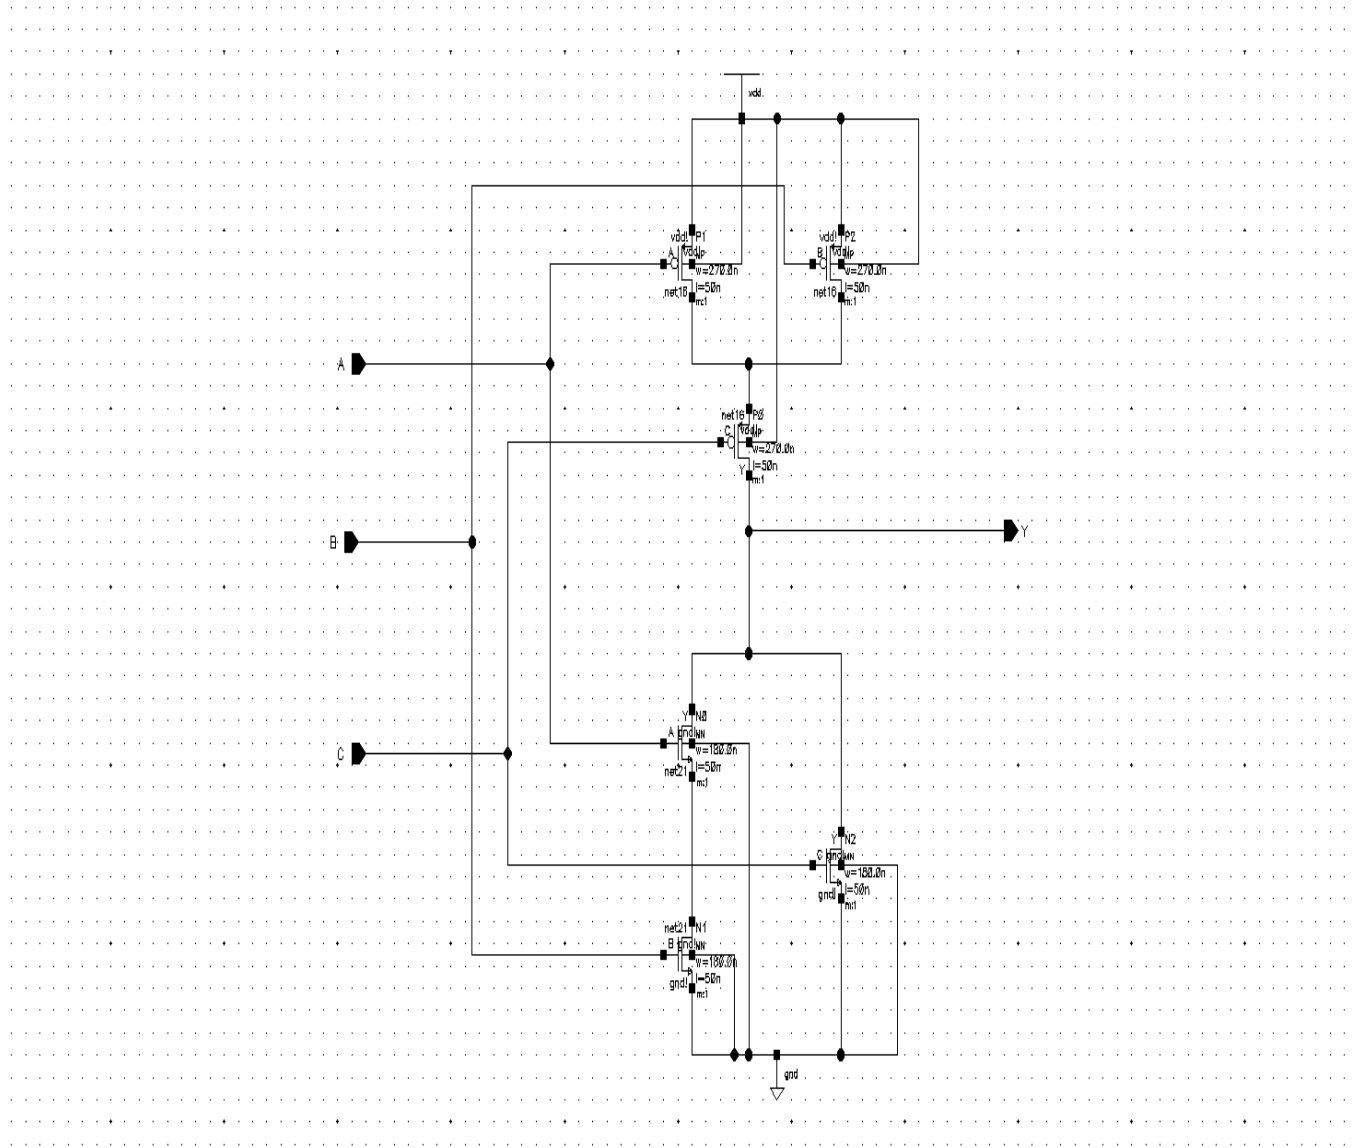 vdd
vdd! P1
A vdd!p
w=270.0n
l=50n
net16
m:1
vdd! P2
B vdd!p
w=270.0n
l=50n
net16
m:1
A
net16 P0
C vdd!p
w=270.0n
l=50n
Y
m:1
Y
B
Y N0
A gnd!
w=180.0n
l=50n
net21
m:1
C
Y N2
C gnd!
w=180.0n
l=50n
gnd!
m:1
net21 N1
B gnd!
w=180.0n
l=50n
gnd!
m:1
gnd